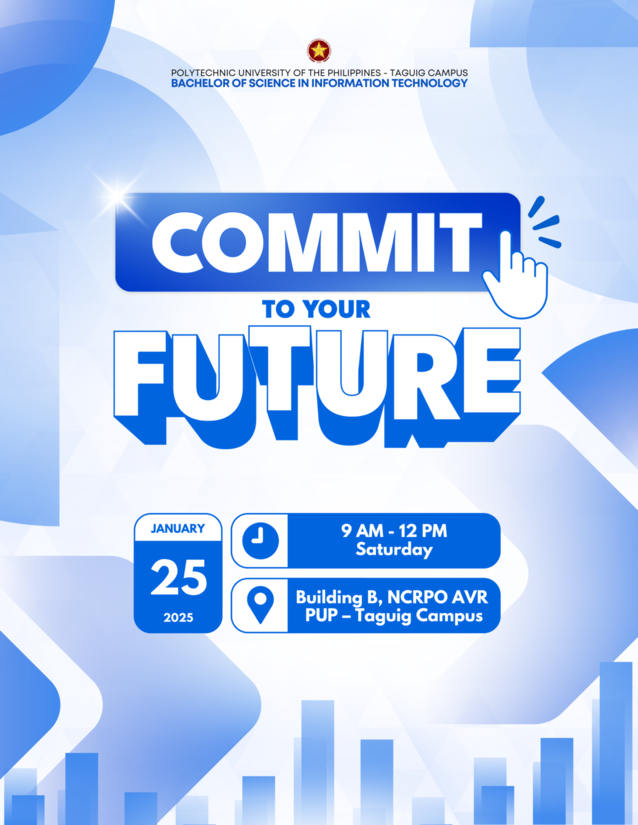 POLYTECHNIC UNIVERSITY OF THE PHILIPPINES - TAGUIG CAMPUS
BACHELOR OF SCIENCE IN INFORMATION TECHNOLOGY
COMMIT
TO YOUR
FUTURE
JANUARY
25
2025
9 AM - 12 PM
Saturday
Building B, NCRPO AVR
PUP – Taguig Campus